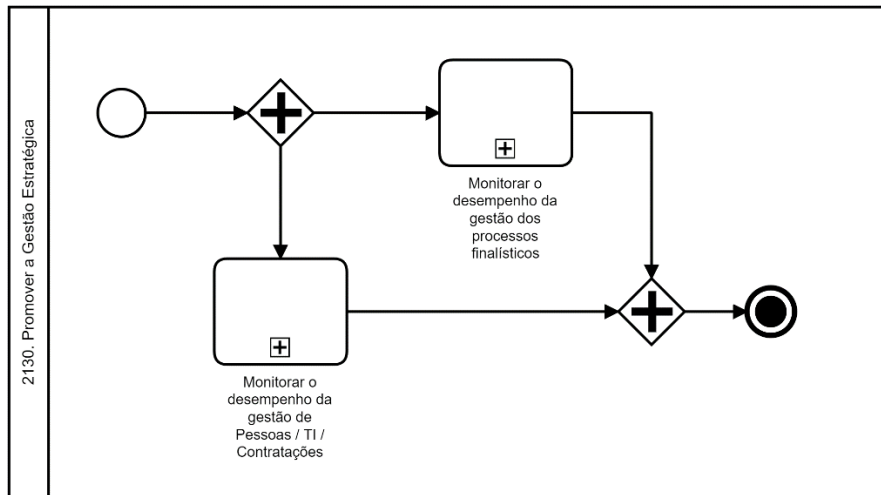 2130. Promover a Gestão Estratégica
Monitorar o
desempenho da
gestão dos
processos
finalísticos
Monitorar o
desempenho da
gestão de
Pessoas / TI /
Contratações